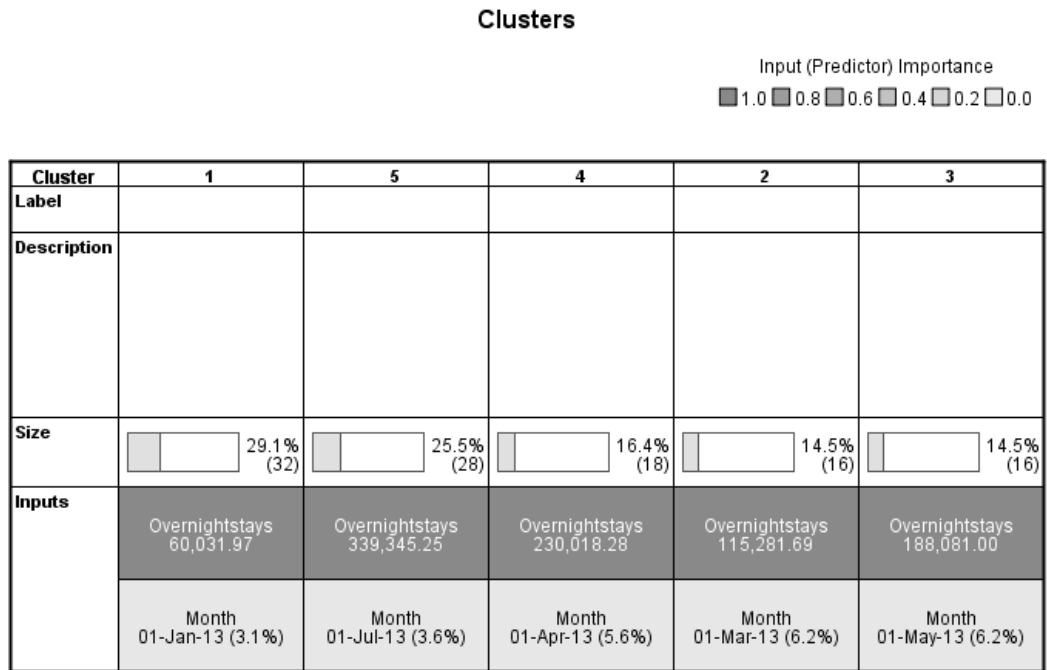 Clusters
Input (Predictor) Importance
1.0 0.8 0.6 0.4 0.2 0.0
Cluster 1 5 4 2 3
Label
Description
Size 29.1% 25.5% 16.4% 14.5% 14.5%
(32) (28) (18) (16) (16)
Inputs
Overnightstays Overnightstays Overnightstays Overnightstays Overnightstays
60,031.97 339,345.25 230,018.28 115,281.69 188,081.00
Month Month Month Month Month
01-Jan-13 (3.1%) 01-Jul-13 (3.6%) 01-Apr-13 (5.6%) 01-Mar-13 (6.2%) 01-May-13 (6.2%)